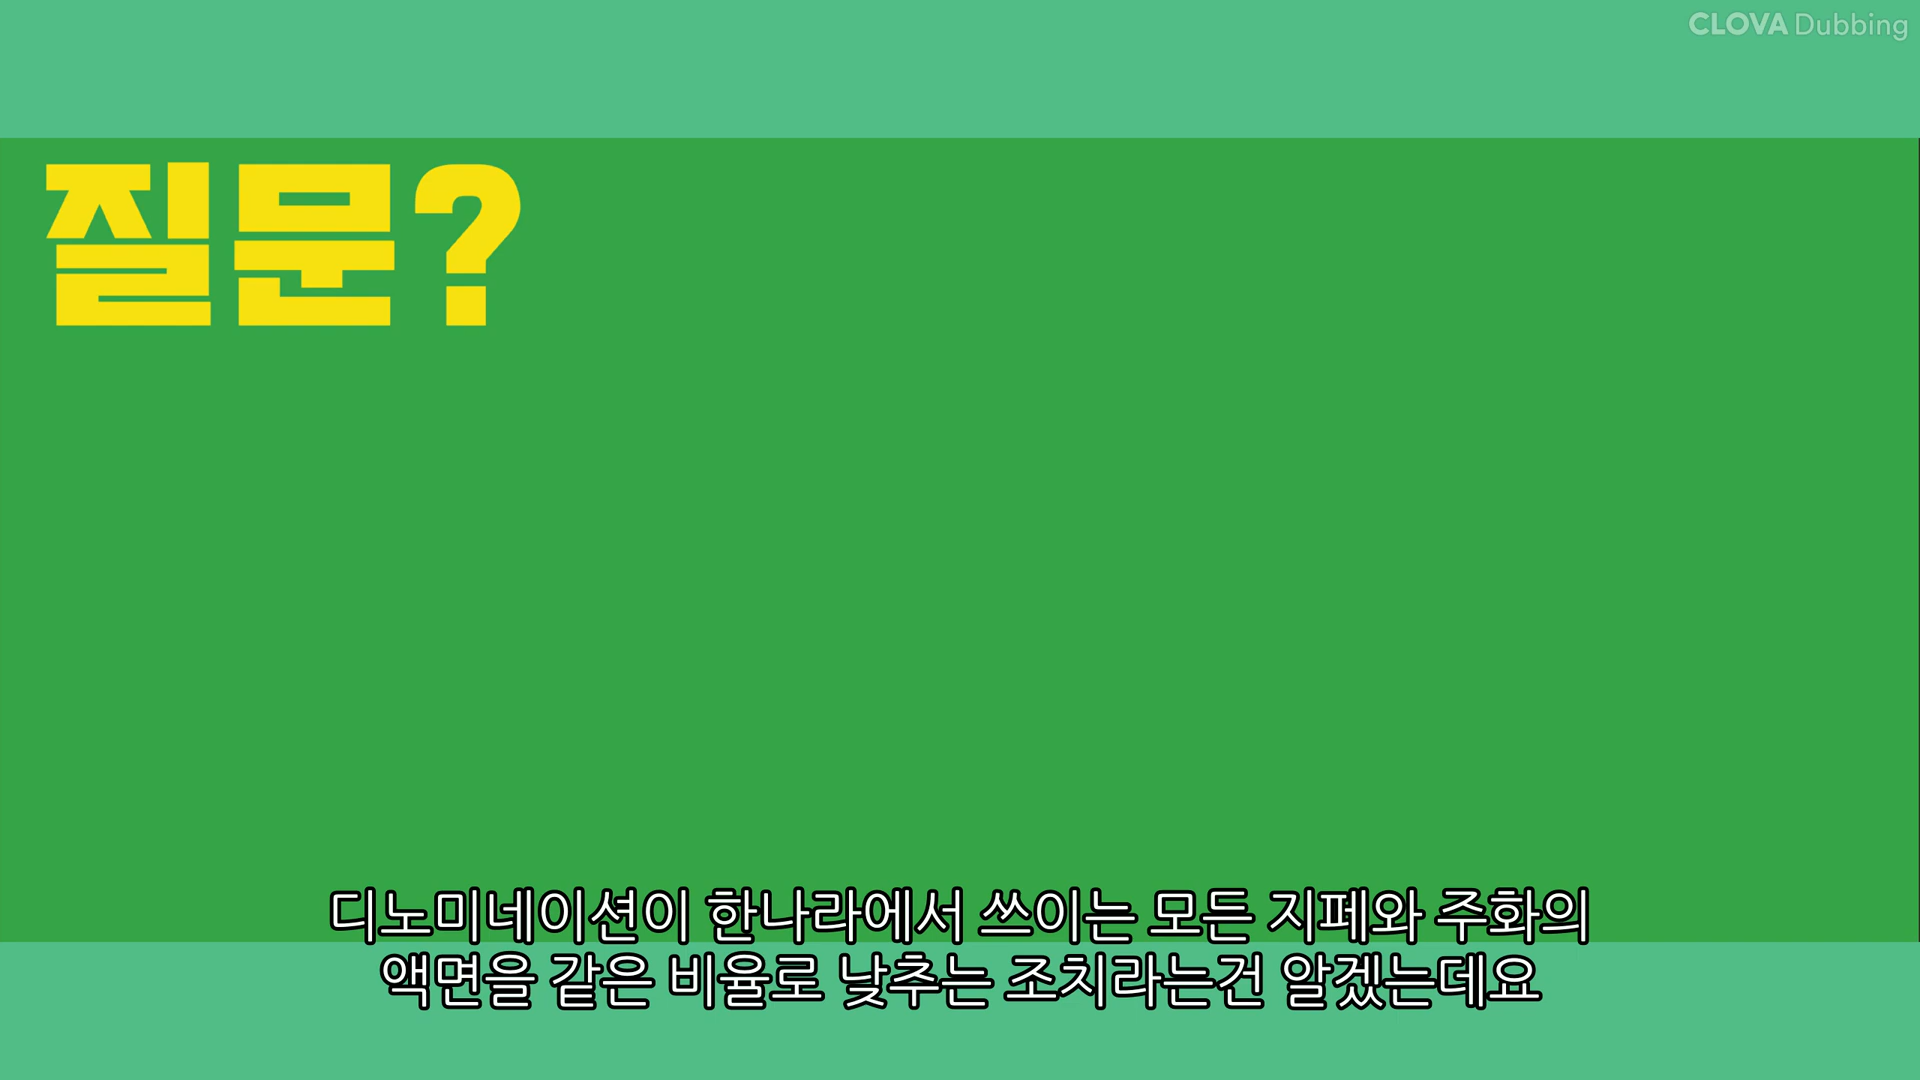 CLOVA Dubbing
질문?
디노미네이션이 한나라에서 쓰이는 모든 지폐와 주화의
액면을 같은 비율로 낮추는 조치라는건 알겠는데요